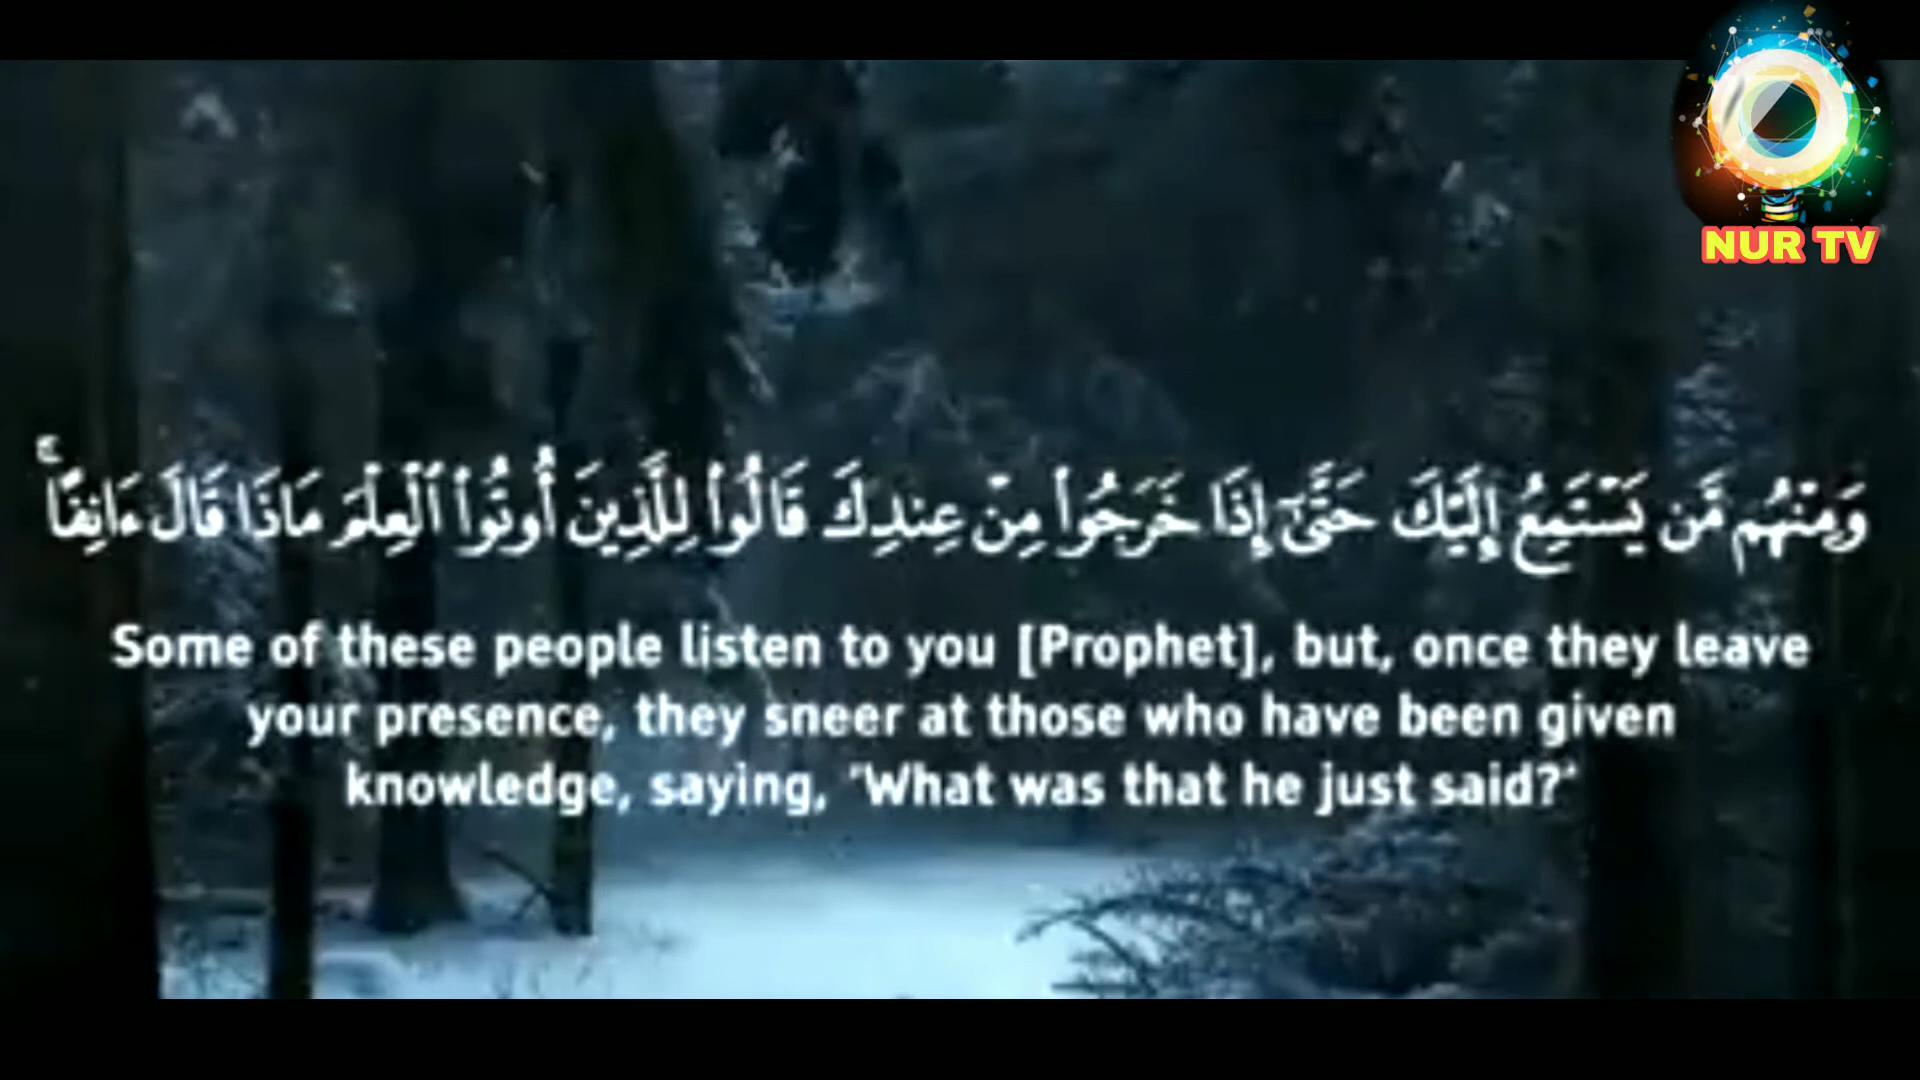 NUR TV
وَمِنْهُم مَّن يَسْتَمِعُ إِلَيْكَ حَتَّىٰٓ إِذَا خَرَجُوا۟ مِنْ عِندِكَ قَالُوا۟ لِلَّذِينَ أُوتُوا۟ ٱلْعِلْمَ مَاذَا قَالَ ءَانِفًا ۚ
Some of these people listen to you [Prophet], but, once they leave
your presence, they sneer at those who have been given
knowledge, saying, 'What was that he just said?'